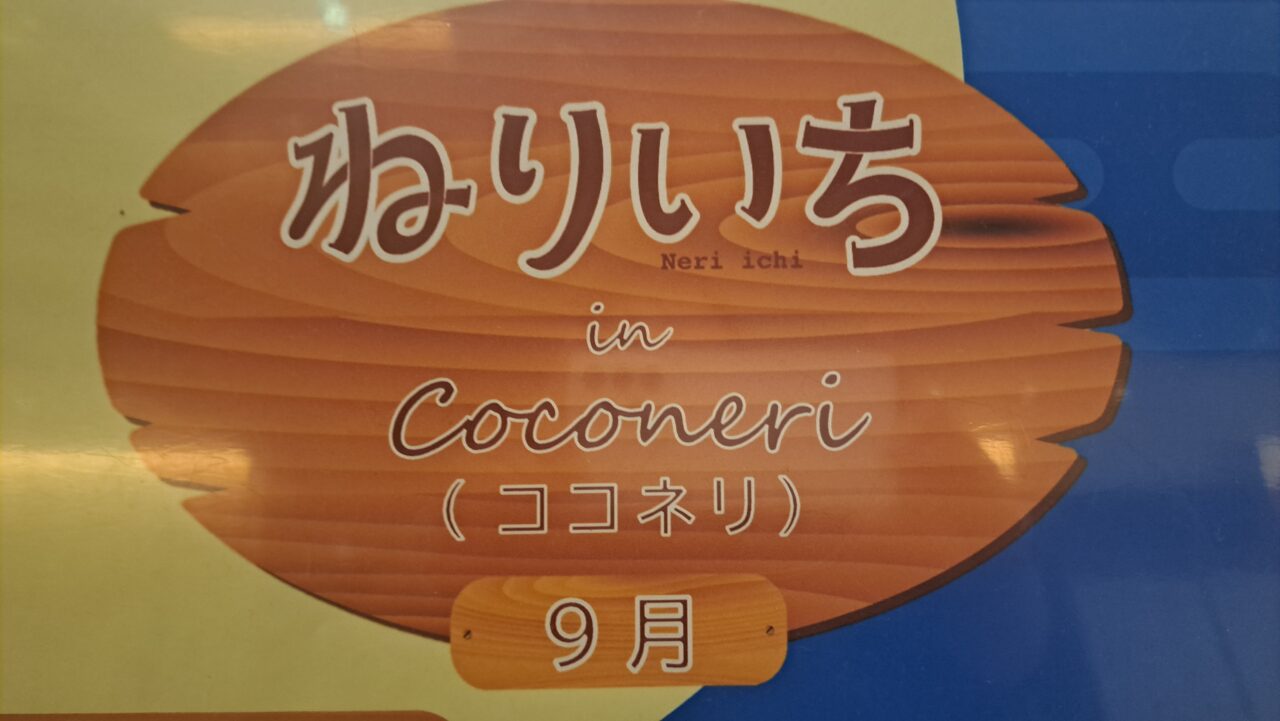 ねりいち
Neri ichi
in
Coconeri
(ココネリ)
9月